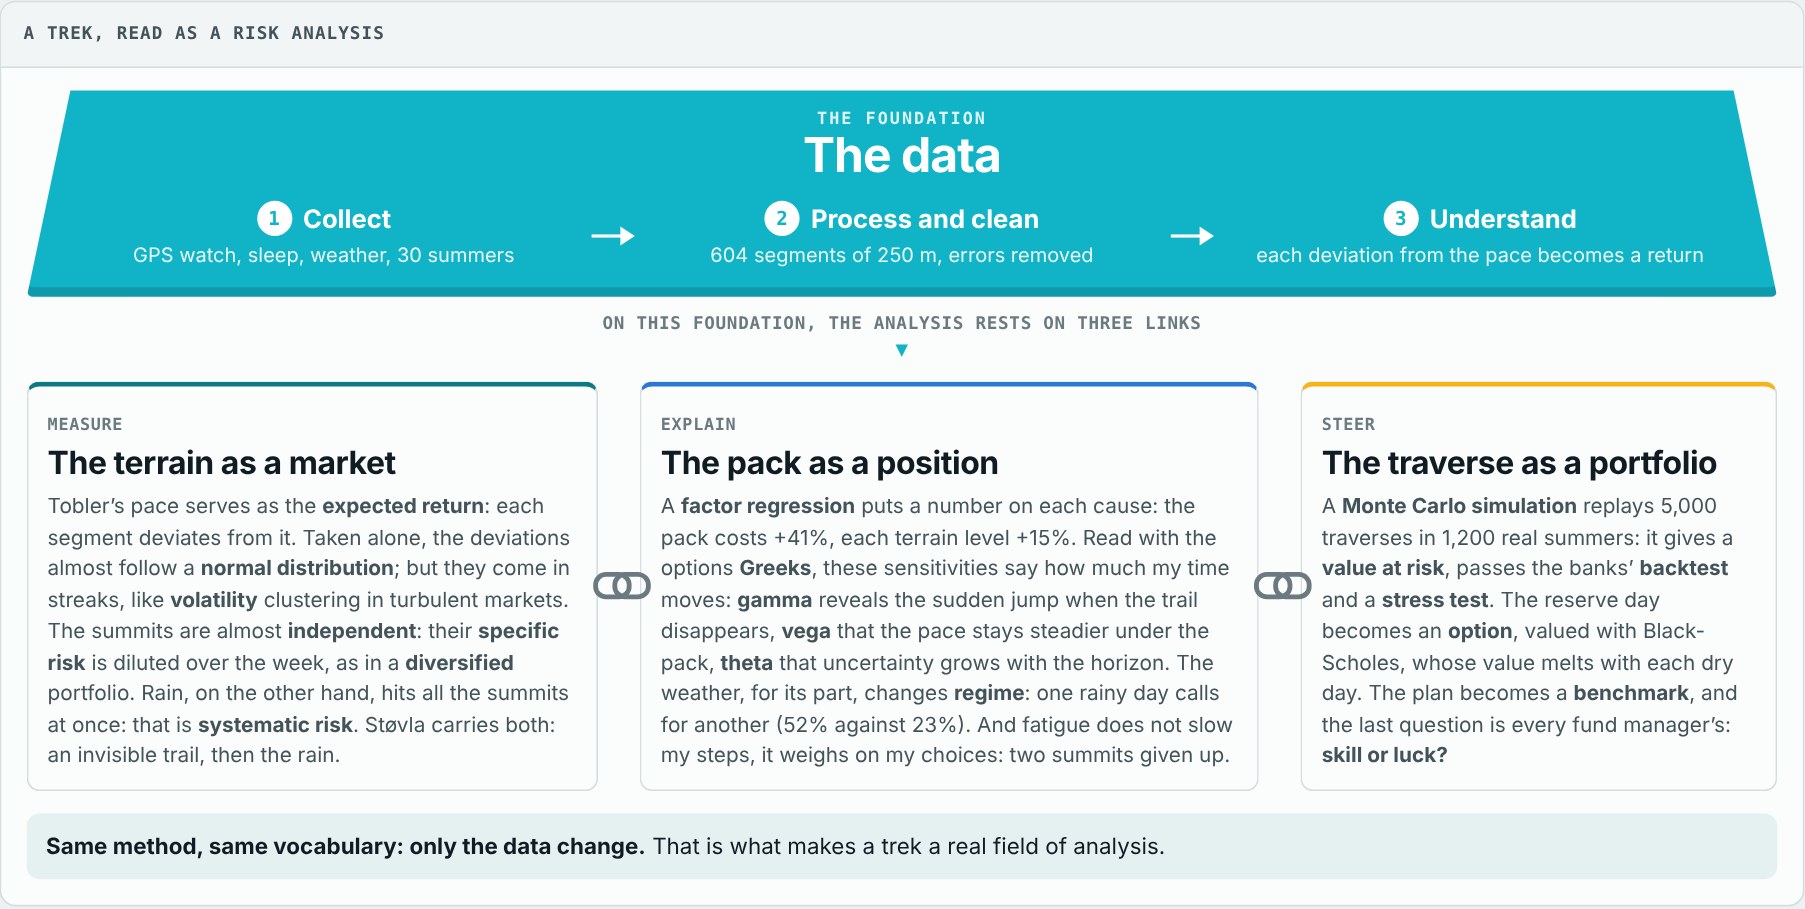 A TREK, READ AS A RISK ANALYSIS
THE FOUNDATION
The data
1 Collect
GPS watch, sleep, weather, 30 summers
2 Process and clean
604 segments of 250 m, errors removed
3 Understand
each deviation from the pace becomes a return
ON THIS FOUNDATION, THE ANALYSIS RESTS ON THREE LINKS
MEASURE
The terrain as a market
Tobler’s pace serves as the expected return: each
segment deviates from it. Taken alone, the deviations
almost follow a normal distribution; but they come in
streaks, like volatility clustering in turbulent markets.
The summits are almost independent: their specific
risk is diluted over the week, as in a diversified
portfolio. Rain, on the other hand, hits all the summits
at once: that is systematic risk. Støvla carries both:
an invisible trail, then the rain.
EXPLAIN
The pack as a position
A factor regression puts a number on each cause: the
pack costs +41%, each terrain level +15%. Read with the
options Greeks, these sensitivities say how much my time
moves: gamma reveals the sudden jump when the trail
disappears, vega that the pace stays steadier under the
pack, theta that uncertainty grows with the horizon. The
weather, for its part, changes regime: one rainy day calls
for another (52% against 23%). And fatigue does not slow
my steps, it weighs on my choices: two summits given up.
STEER
The traverse as a portfolio
A Monte Carlo simulation replays 5,000
traverses in 1,200 real summers: it gives a
value at risk, passes the banks’ backtest
and a stress test. The reserve day
becomes an option, valued with Black-
Scholes, whose value melts with each dry
day. The plan becomes a benchmark, and
the last question is every fund manager’s:
skill or luck?
Same method, same vocabulary: only the data change. That is what makes a trek a real field of analysis.